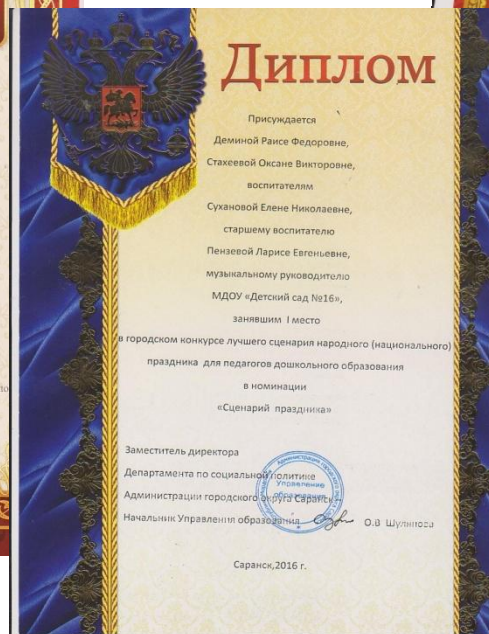 Диплом
Присуждается
Деминой Раисе Федоровне,
Стахеевой Оксане Викторовне,
воспитателям
Сухановой Елене Николаевне,
старшему воспитателю
Пензевой Ларисе Евгеньевне,
музыкальному руководителю
МДОУ «Детский сад №16»,
занявшим I место
в городском конкурсе лучшего сценария народного (национального)
праздника для педагогов дошкольного образования
в номинации
«Сценарий праздника»
Заместитель директора
Департамента по социальной политике
Администрации городского округа Саранск -
Начальник Управления образования О.В
Управление
образования
Саранск,2016 г.